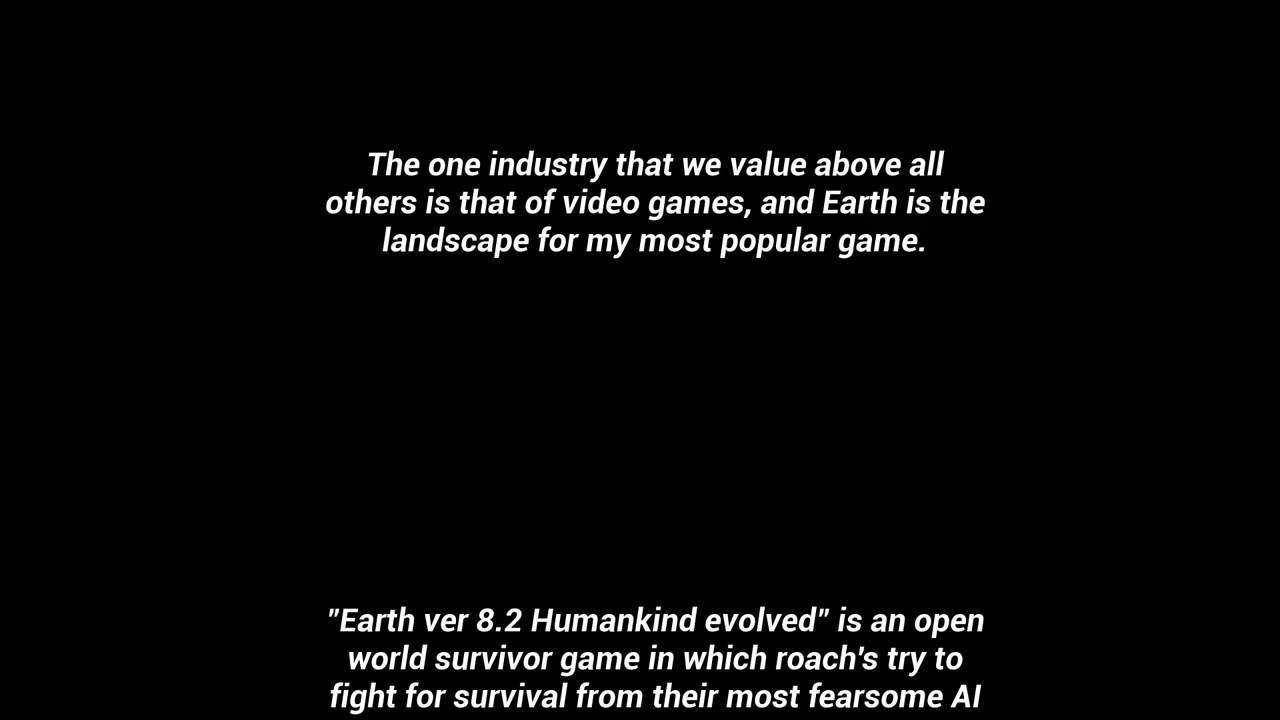 The one industry that we value above all
others is that of video games, and Earth is the
landscape for my most popular game.
"Earth ver 8.2 Humankind evolved" is an open
world survivor game in which roach's try to
fight for survival from their most fearsome AI